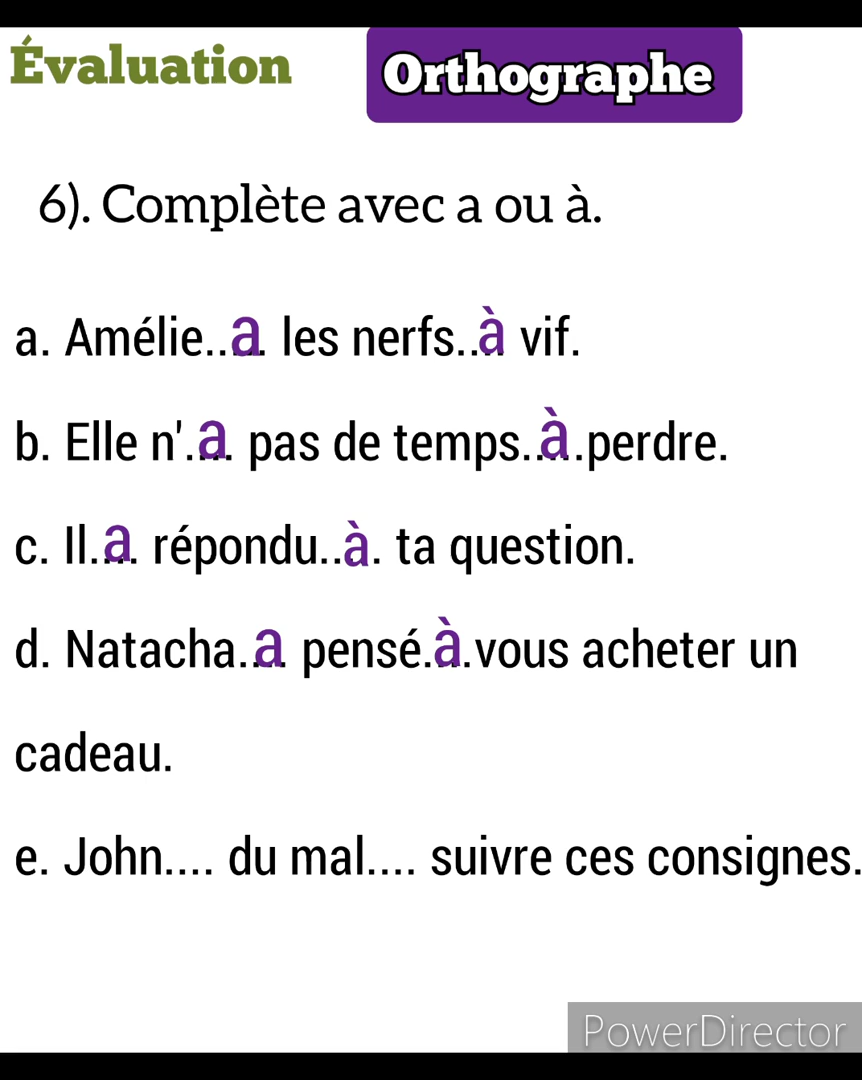 Évaluation
Orthographe
6). Complète avec a ou à.
a. Amélie..a. les nerfs..à vif.
b. Elle n'.a. pas de temps..à.perdre.
c. Il.a. répondu..à. ta question.
d. Natacha..a. pensé.à.vous acheter un
cadeau.
e. John.... du mal.... suivre ces consignes.
PowerDirector